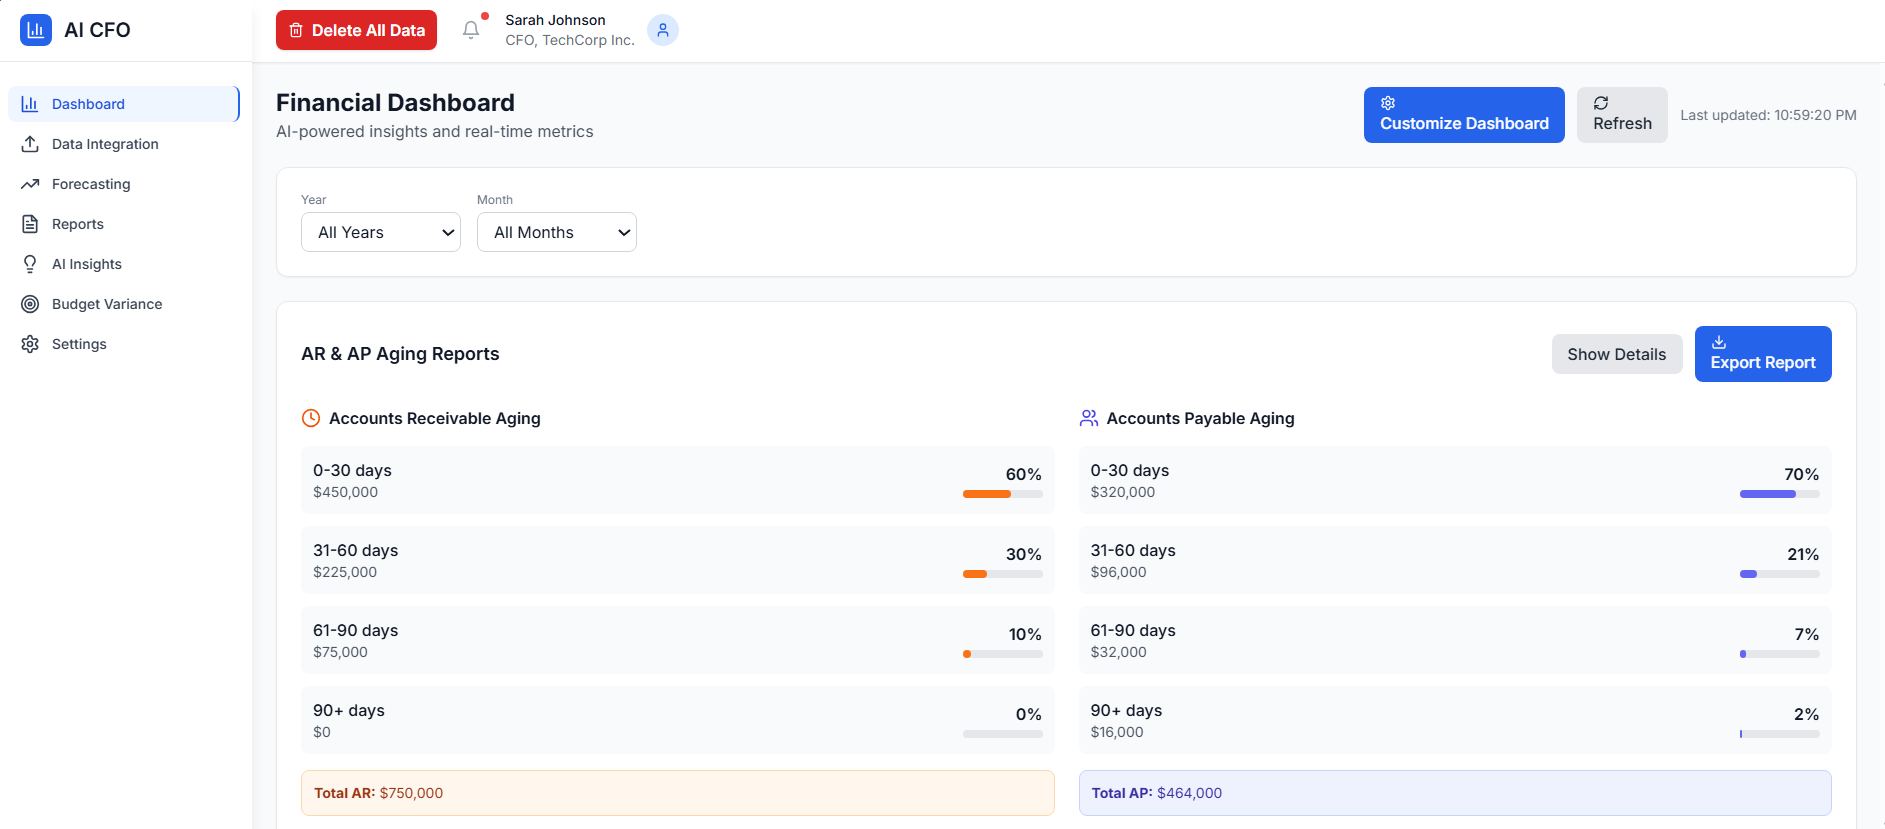 AI CFO
Delete All Data
Sarah Johnson
CFO, TechCorp Inc.
Dashboard
Data Integration
Forecasting
Reports
AI Insights
Budget Variance
Settings
Financial Dashboard
AI-powered insights and real-time metrics
Customize Dashboard
Refresh
Last updated: 10:59:20 PM
Year
All Years
Month
All Months
AR & AP Aging Reports
Show Details
Export Report
Accounts Receivable Aging
0-30 days
$450,000
60%
31-60 days
$225,000
30%
61-90 days
$75,000
10%
90+ days
$0
0%
Total AR: $750,000
Accounts Payable Aging
0-30 days
$320,000
70%
31-60 days
$96,000
21%
61-90 days
$32,000
7%
90+ days
$16,000
2%
Total AP: $464,000